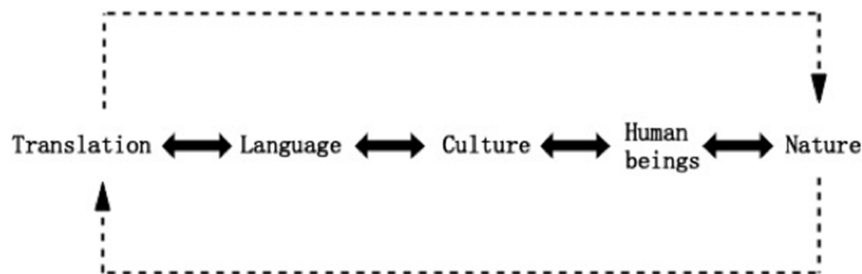 Translation
Language
Culture
Human
beings
Nature